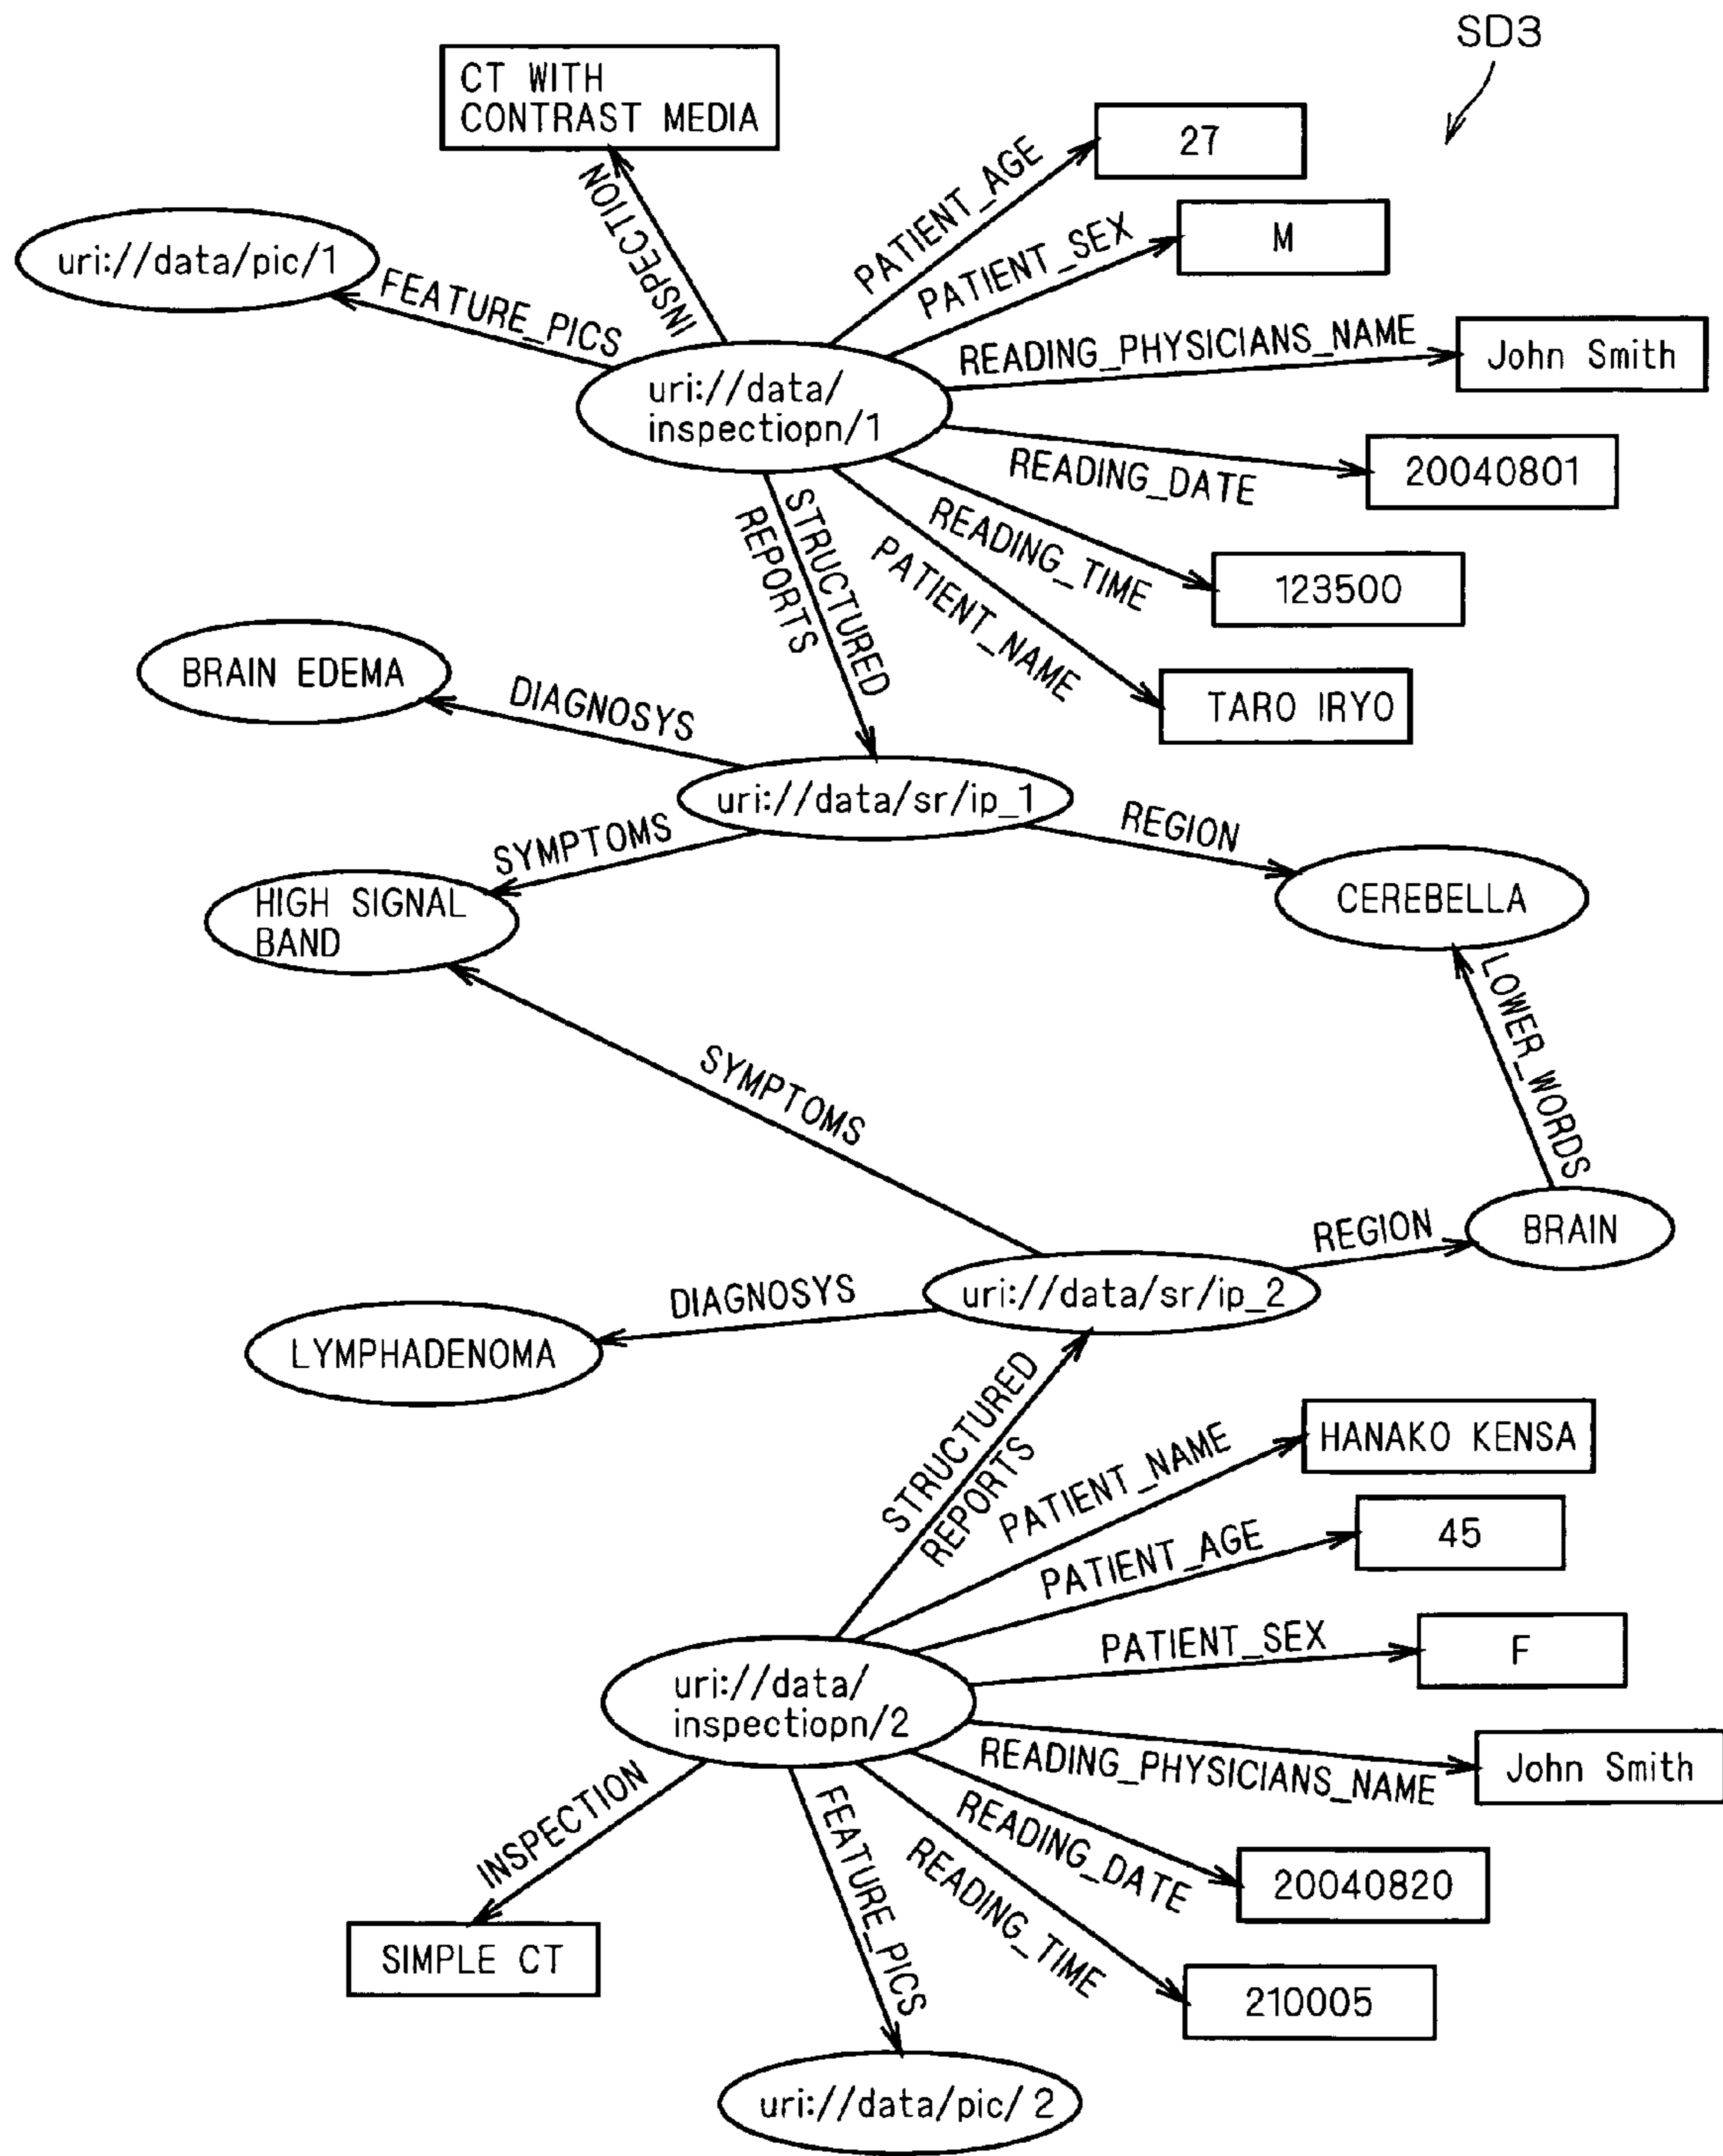 SD3
CT WITH
CONTRAST MEDIA
27
PATIENT_AGE
INSPECTION
M
PATIENT_SEX
uri://data/pic/1
FEATURE_PICS
READING_PHYSICIANS_NAME
John Smith
uri://data/
inspectiopn/1
READING_DATE
20040801
STRUCTURED
REPORTS
READING_TIME
123500
PATIENT_NAME
TARO IRYO
BRAIN EDEMA
DIAGNOSYS
uri://data/sr/ip_1
SYMPTOMS
REGION
HIGH SIGNAL
BAND
CEREBELLA
LOWER_WORDS
SYMPTOMS
BRAIN
REGION
uri://data/sr/ip_2
DIAGNOSYS
LYMPHADENOMA
STRUCTURED
REPORTS
PATIENT_NAME
HANAKO KENSA
PATIENT_AGE
45
PATIENT_SEX
F
uri://data/
inspectiopn/2
READING_PHYSICIANS_NAME
John Smith
INSPECTION
FEATURE_PICS
READING_DATE
20040820
READING_TIME
SIMPLE CT
210005
uri://data/pic/2